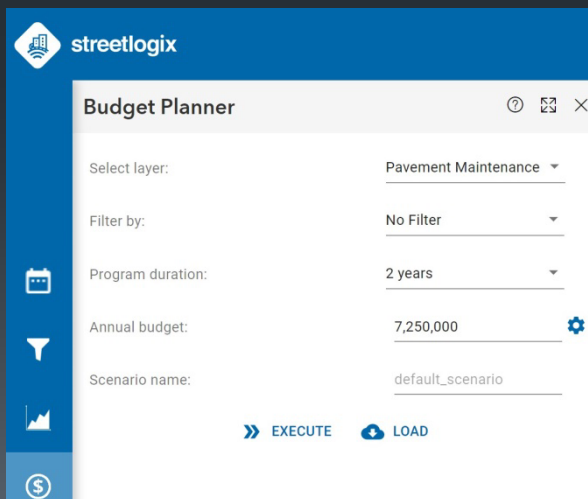 streetlogix
Budget Planner
Select layer: Pavement Maintenance
Filter by: No Filter
Program duration: 2 years
Annual budget: 7,250,000
Scenario name: default_scenario
EXECUTE LOAD